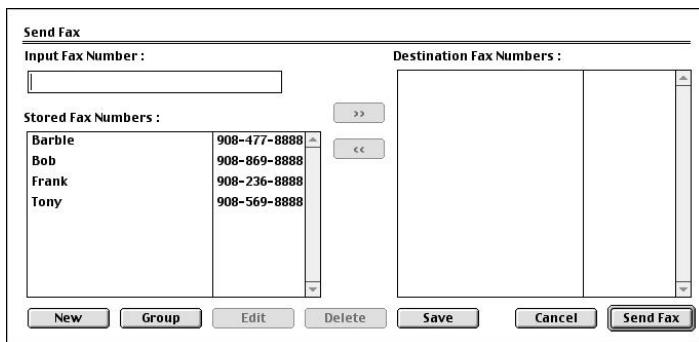 Send Fax
Input Fax Number :
Destination Fax Numbers :
>>
Stored Fax Numbers :
<<
Barbie 908-477-8888
Bob 908-869-8888
Frank 908-236-8888
Tony 908-569-8888
New Group Edit Delete Save Cancel Send Fax